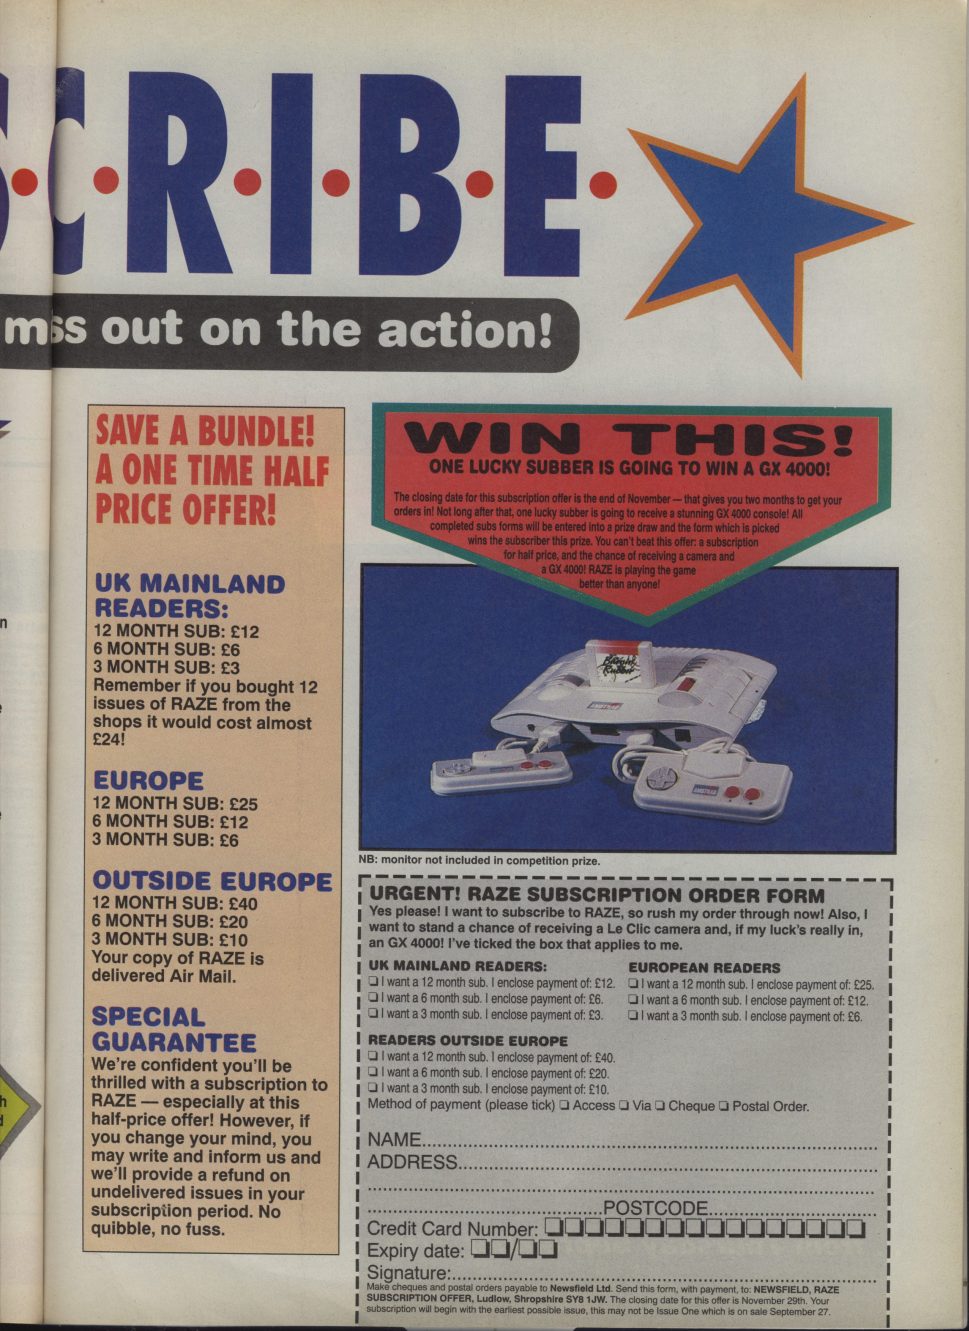 S•C•R•I•B•E•
miss out on the action!
SAVE A BUNDLE!
A ONE TIME HALF
PRICE OFFER!
UK MAINLAND
READERS:
12 MONTH SUB: £12
6 MONTH SUB: £6
3 MONTH SUB: £3
Remember if you bought 12
issues of RAZE from the
shops it would cost almost
£24!
EUROPE
12 MONTH SUB: £25
6 MONTH SUB: £12
3 MONTH SUB: £6
OUTSIDE EUROPE
12 MONTH SUB: £40
6 MONTH SUB: £20
3 MONTH SUB: £10
Your copy of RAZE is
delivered Air Mail.
SPECIAL
GUARANTEE
We're confident you'll be
thrilled with a subscription to
RAZE — especially at this
half-price offer! However, if
you change your mind, you
may write and inform us and
we'll provide a refund on
undelivered issues in your
subscription period. No
quibble, no fuss.
WIN THIS!
ONE LUCKY SUBBER IS GOING TO WIN A GX 4000!
The closing date for this subscription offer is the end of November — that gives you two months to get your
orders in! Not long after that, one lucky subber is going to receive a stunning GX 4000 console! All
completed subs forms will be entered into a prize draw and the form which is picked
wins the subscriber this prize. You can't beat this offer: a subscription
for half price, and the chance of receiving a camera and
a GX 4000! RAZE is playing the game
better than anyone!
Burnin' Rubber
AMSTRAD
AMSTRAD
NB: monitor not included in competition prize.
URGENT! RAZE SUBSCRIPTION ORDER FORM
Yes please! I want to subscribe to RAZE, so rush my order through now! Also, I
want to stand a chance of receiving a Le Clic camera and, if my luck's really in,
an GX 4000! I've ticked the box that applies to me.
UK MAINLAND READERS:
❏ I want a 12 month sub. I enclose payment of: £12.
❏ I want a 6 month sub. I enclose payment of: £6.
❏ I want a 3 month sub. I enclose payment of: £3.
EUROPEAN READERS
❏ I want a 12 month sub. I enclose payment of: £25.
❏ I want a 6 month sub. I enclose payment of: £12.
❏ I want a 3 month sub. I enclose payment of: £6.
READERS OUTSIDE EUROPE
❏ I want a 12 month sub. I enclose payment of: £40.
❏ I want a 6 month sub. I enclose payment of: £20.
❏ I want a 3 month sub. I enclose payment of: £10.
Method of payment (please tick) ❏ Access ❏ Via ❏ Cheque ❏ Postal Order.
NAME
ADDRESS
POSTCODE
Credit Card Number: ❏❏❏❏❏❏❏❏❏❏❏❏❏❏❏❏
Expiry date: ❏❏/❏❏
Signature:
Make cheques and postal orders payable to Newsfield Ltd. Send this form, with payment, to: NEWSFIELD, RAZE
SUBSCRIPTION OFFER, Ludlow, Shropshire SY8 1JW. The closing date for this offer is November 29th. Your
subscription will begin with the earliest possible issue, this may not be Issue One which is on sale September 27.